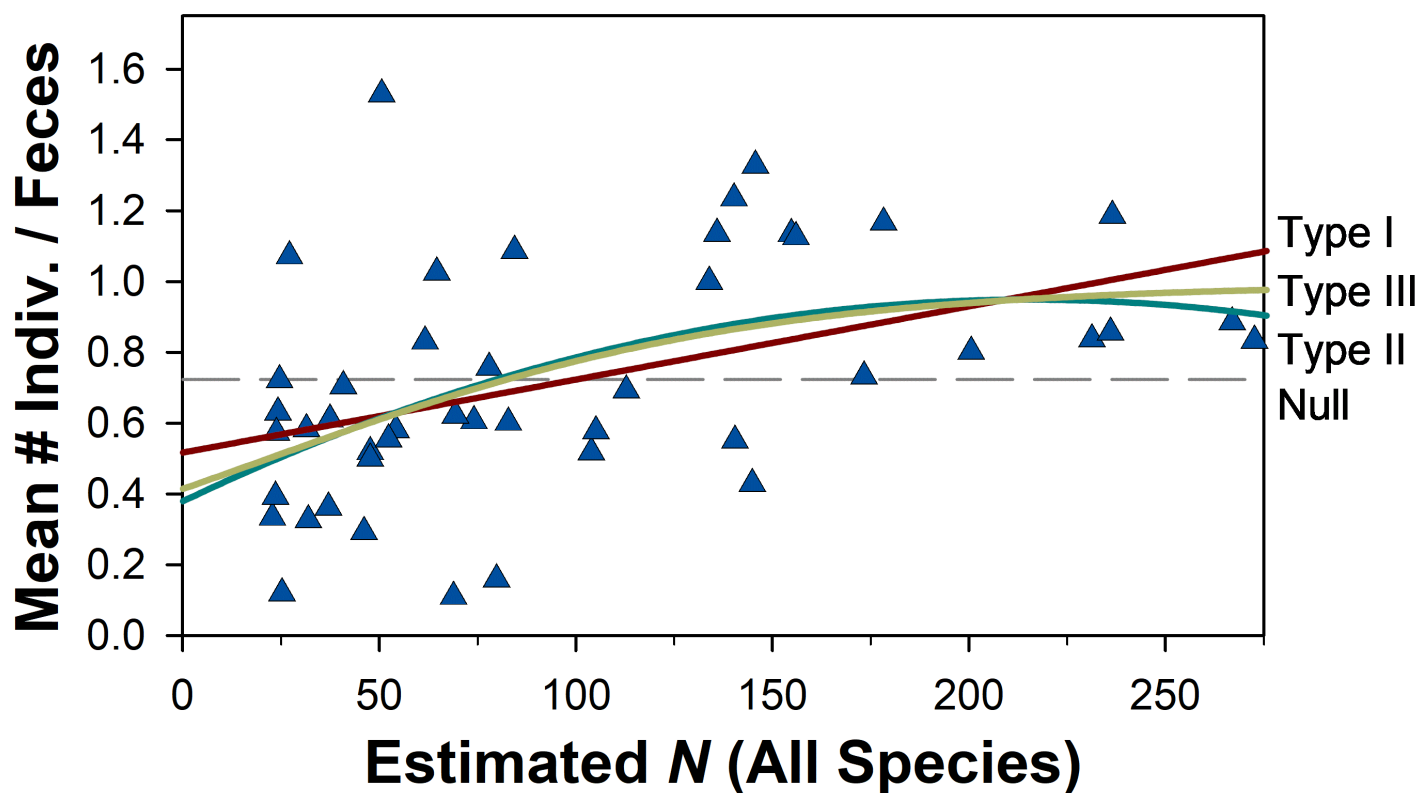 Mean # Indiv. / Feces
1.6
1.4
1.2
1.0
0.8
0.6
0.4
0.2
0.0
Type I
Type III
Type II
Null
0 50 100 150 200 250
Estimated N (All Species)